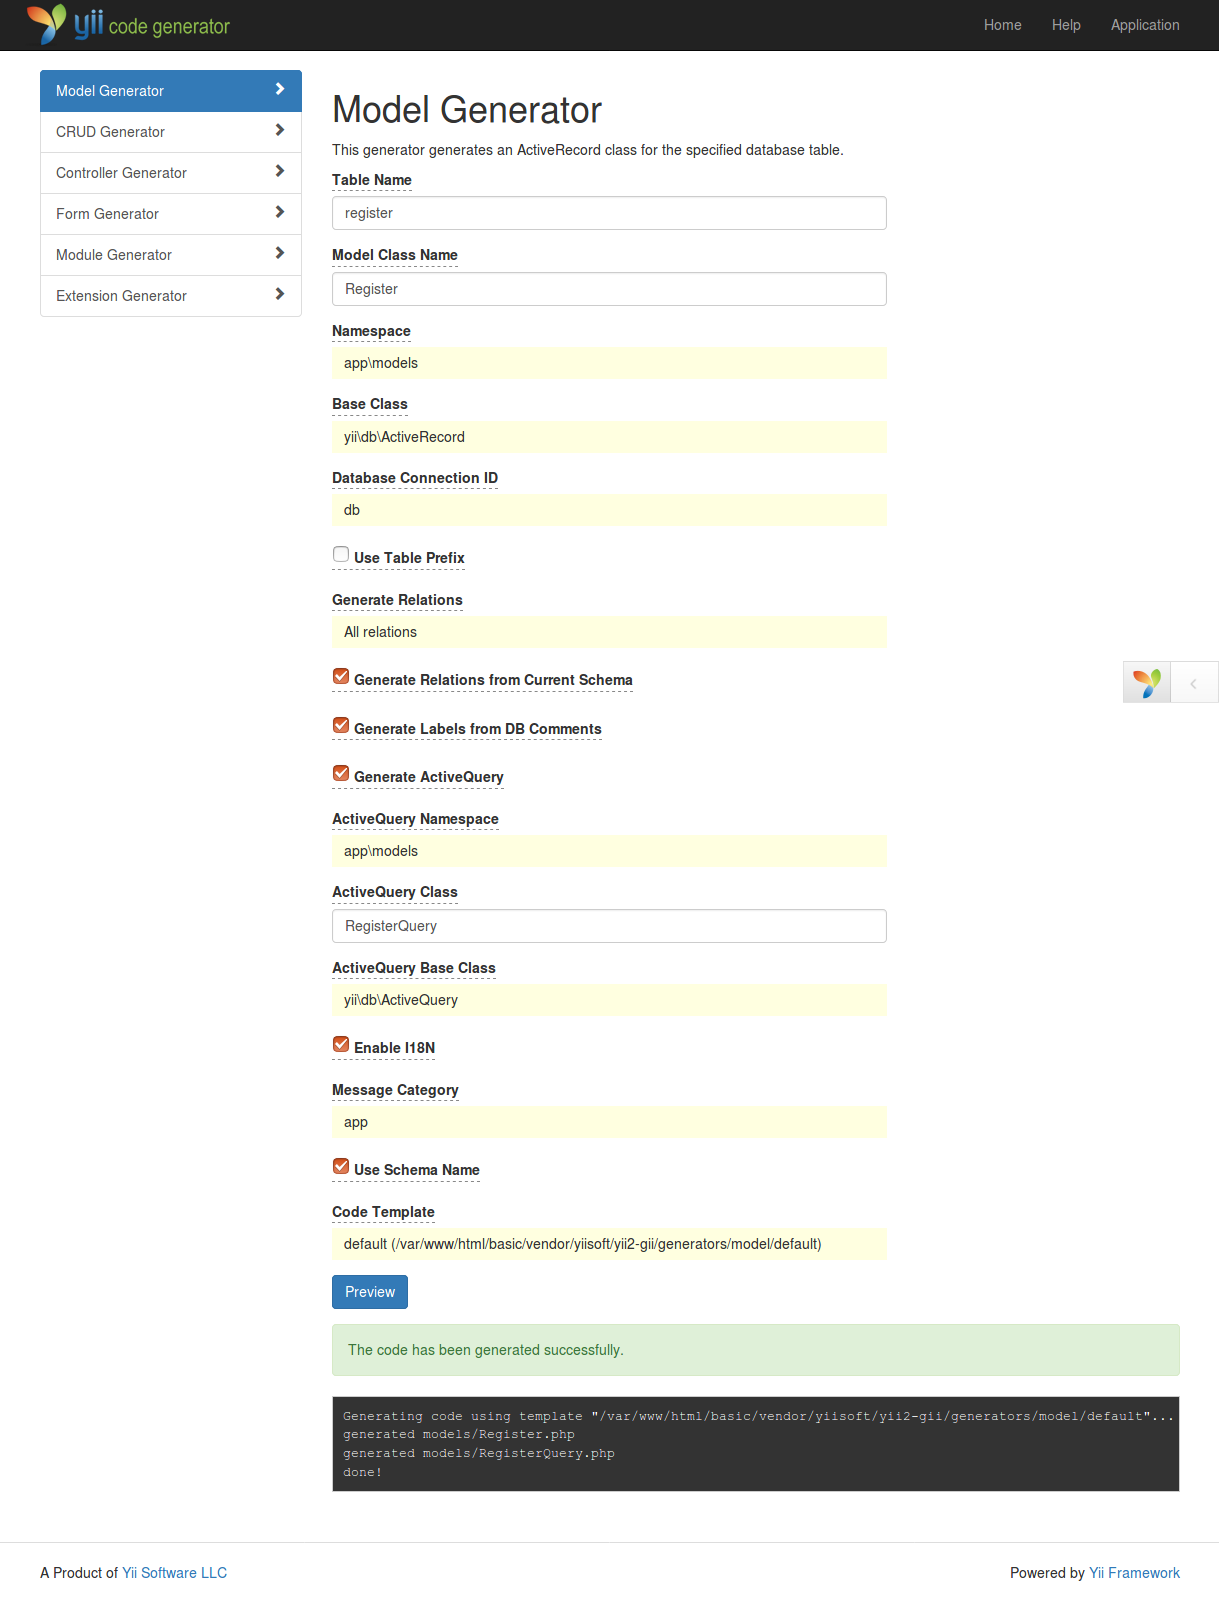 yii code generator
Home Help Application
Model Generator
CRUD Generator
Controller Generator
Form Generator
Module Generator
Extension Generator
Model Generator
This generator generates an ActiveRecord class for the specified database table.
Table Name
register
Model Class Name
Register
Namespace
app\models
Base Class
yii\db\ActiveRecord
Database Connection ID
db
Use Table Prefix
Generate Relations
All relations
Generate Relations from Current Schema
Generate Labels from DB Comments
Generate ActiveQuery
ActiveQuery Namespace
app\models
ActiveQuery Class
RegisterQuery
ActiveQuery Base Class
yii\db\ActiveQuery
Enable I18N
Message Category
app
Use Schema Name
Code Template
default (/var/www/html/basic/vendor/yiisoft/yii2-gii/generators/model/default)
Preview
The code has been generated successfully.
Generating code using template "/var/www/html/basic/vendor/yiisoft/yii2-gii/generators/model/default"...
generated models/Register.php
generated models/RegisterQuery.php
done!
A Product of Yii Software LLC
Powered by Yii Framework